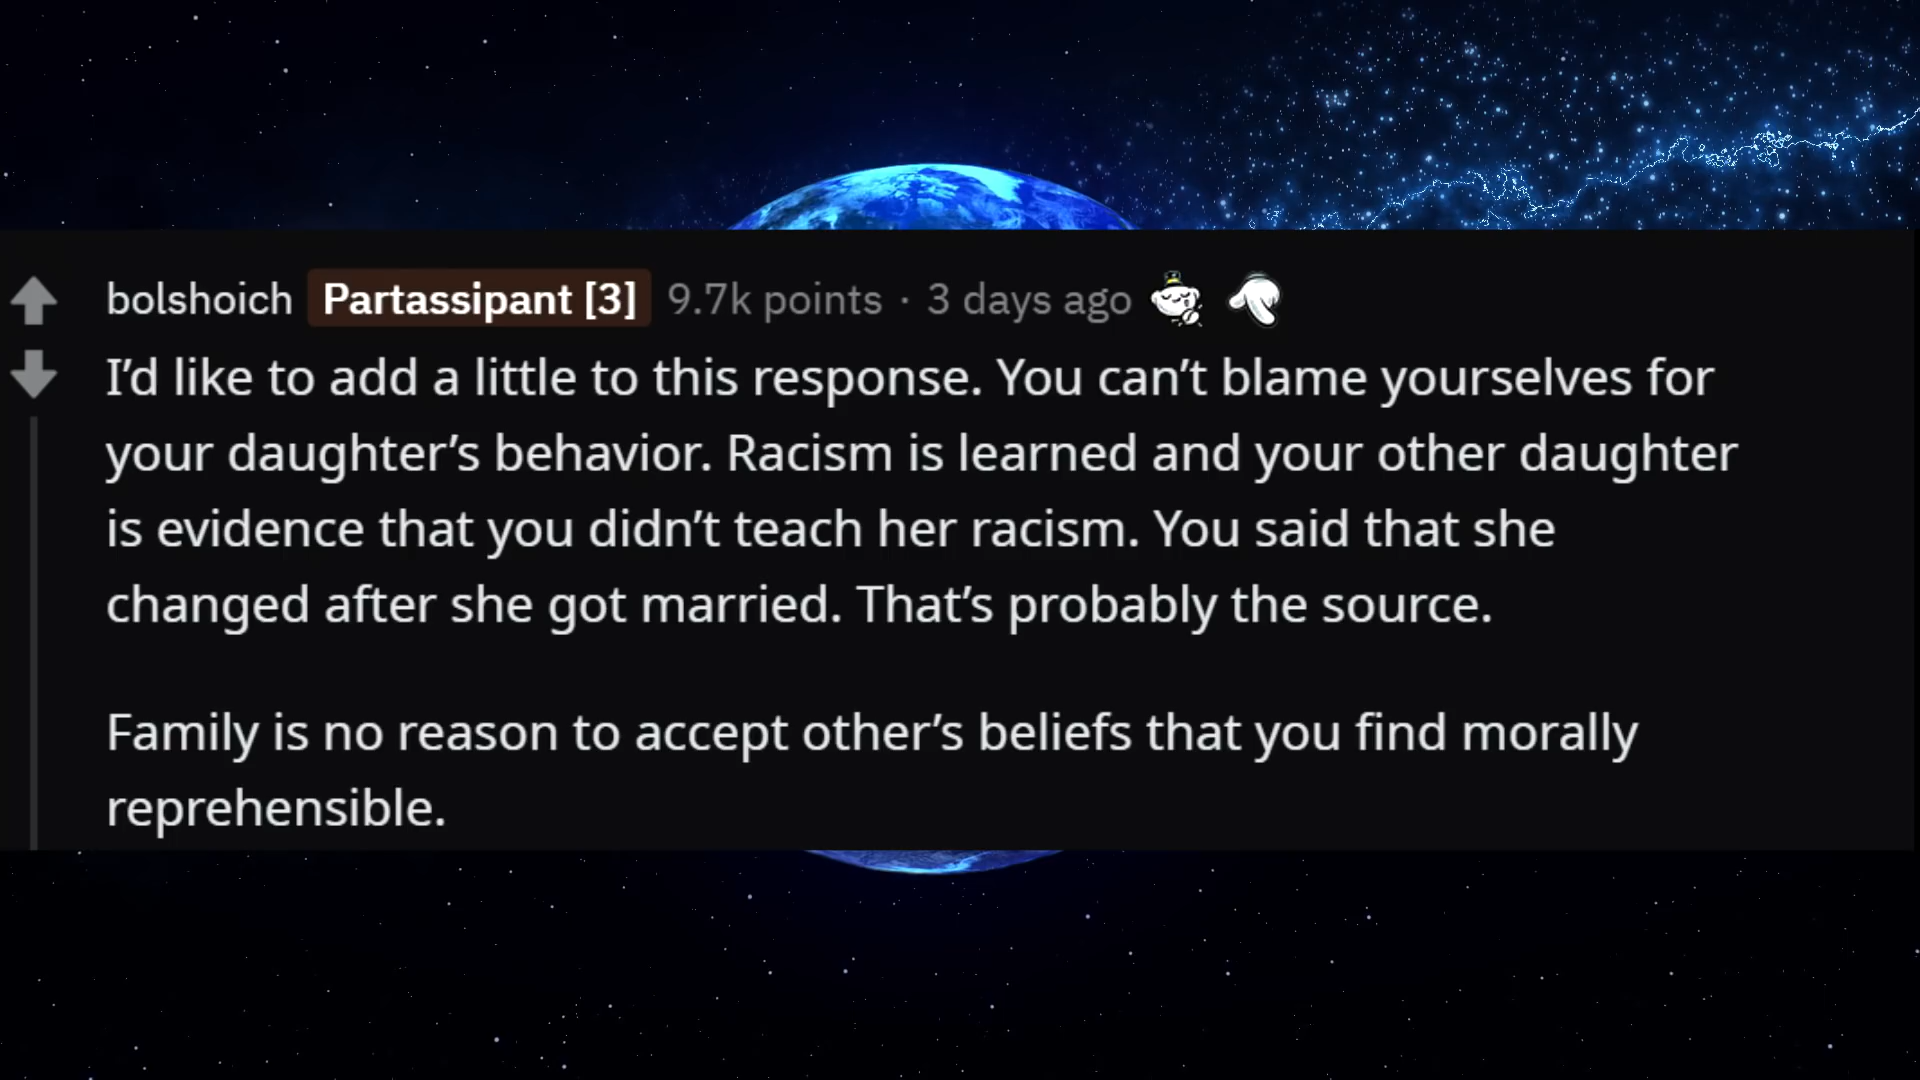 bolshoich Partassipant [3] 9.7k points · 3 days ago
I’d like to add a little to this response. You can’t blame yourselves for
your daughter’s behavior. Racism is learned and your other daughter
is evidence that you didn’t teach her racism. You said that she
changed after she got married. That’s probably the source.
Family is no reason to accept other’s beliefs that you find morally
reprehensible.